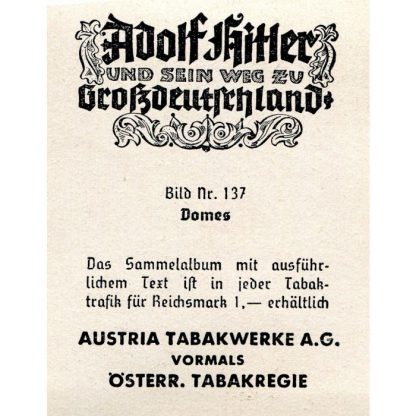 Adolf Hitler
UND SEIN WEG ZU
Großdeutschland
Bild Nr. 137
Domes
Das Sammelalbum mit ausführ-
lichem Text ist in jeder Tabak-
trafik für Reichsmark 1,— erhältlich
AUSTRIA TABAKWERKE A.G.
VORMALS
ÖSTERR. TABAKREGIE